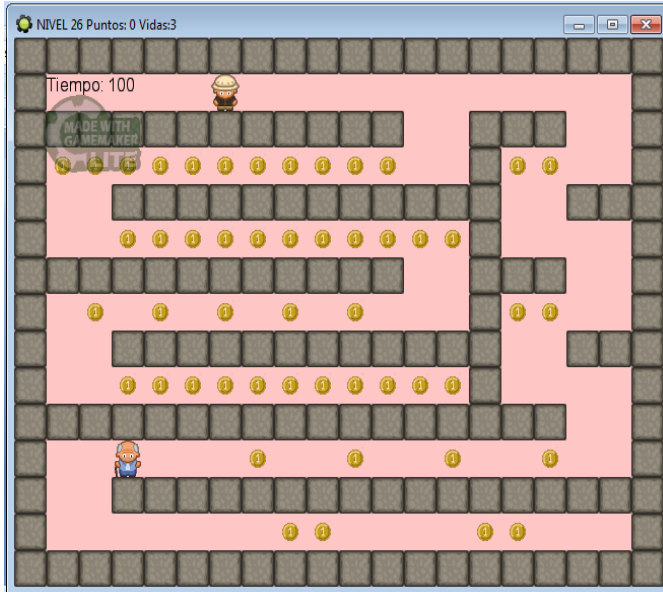 NIVEL 26 Puntos: 0 Vidas:3
Tiempo: 100
MADE WITH
GAMEMAKER
LITE